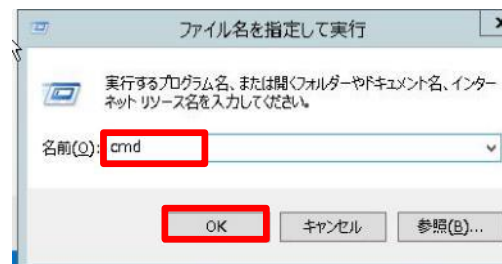 ファイル名を指定して実行
実行するプログラム名、または開くフォルダーやドキュメント名、インター
ネット リソース名を入力してください。
名前(O): cmd
OK キャンセル 参照(B)...